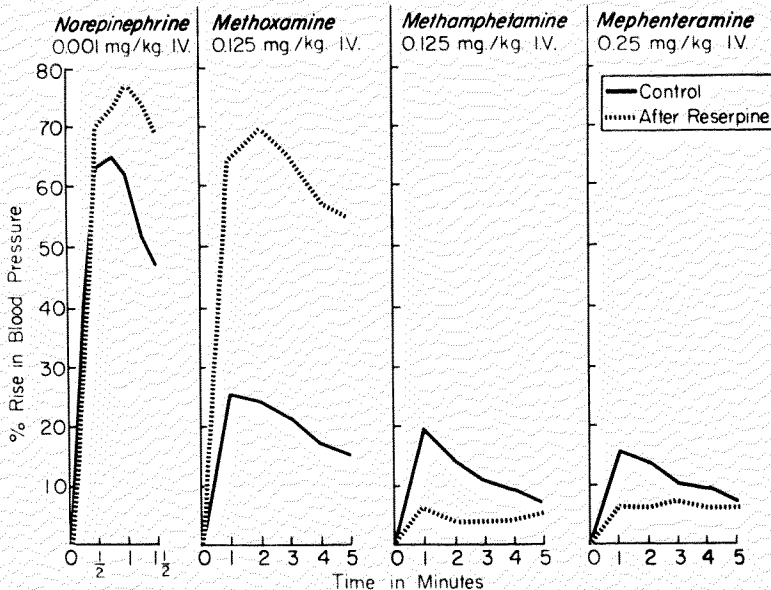 Norepinephrine
0.001 mg/kg I.V.
Methoxamine
0.125 mg/kg. I.V.
Methamphetamine
0.125 mg./kg. I.V.
Mephenteramine
0.25 mg/kg. I.V.
Control
After Reserpine
% Rise in Blood Pressure
80
70
60
50
40
30
20
10
0 1/2 1 1 1/2
0 1 2 3 4 5
0 1 2 3 4 5
0 1 2 3 4 5
Time in Minutes